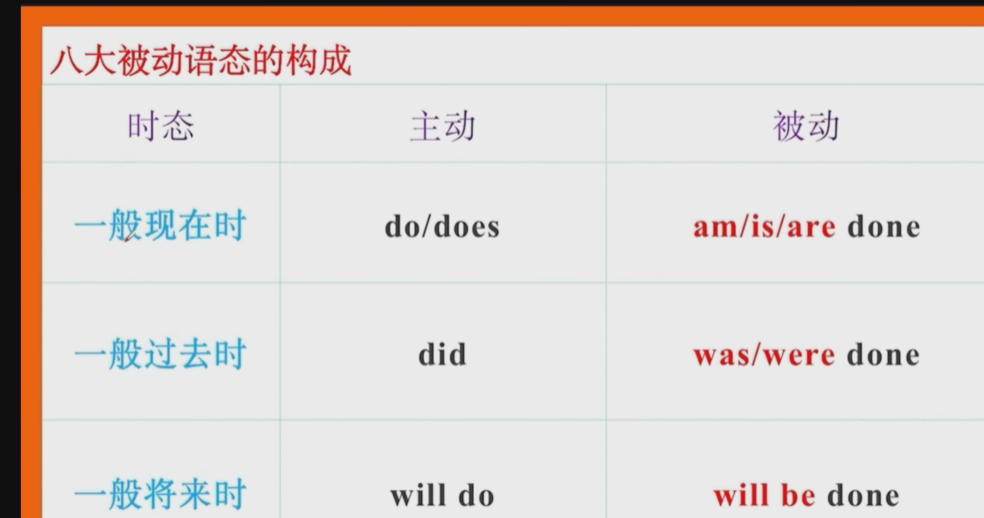 八大被动语态的构成
时态 主动 被动
一般现在时 do/does am/is/are done
一般过去时 did was/were done
一般将来时 will do will be done